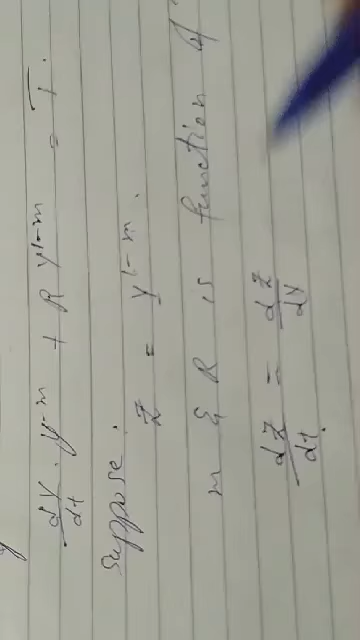 dy/dt . y^-m + R y^1-m = T.
suppose.
Z = y^1-m.
m & R is function of
dZ/dt. = dZ/dy